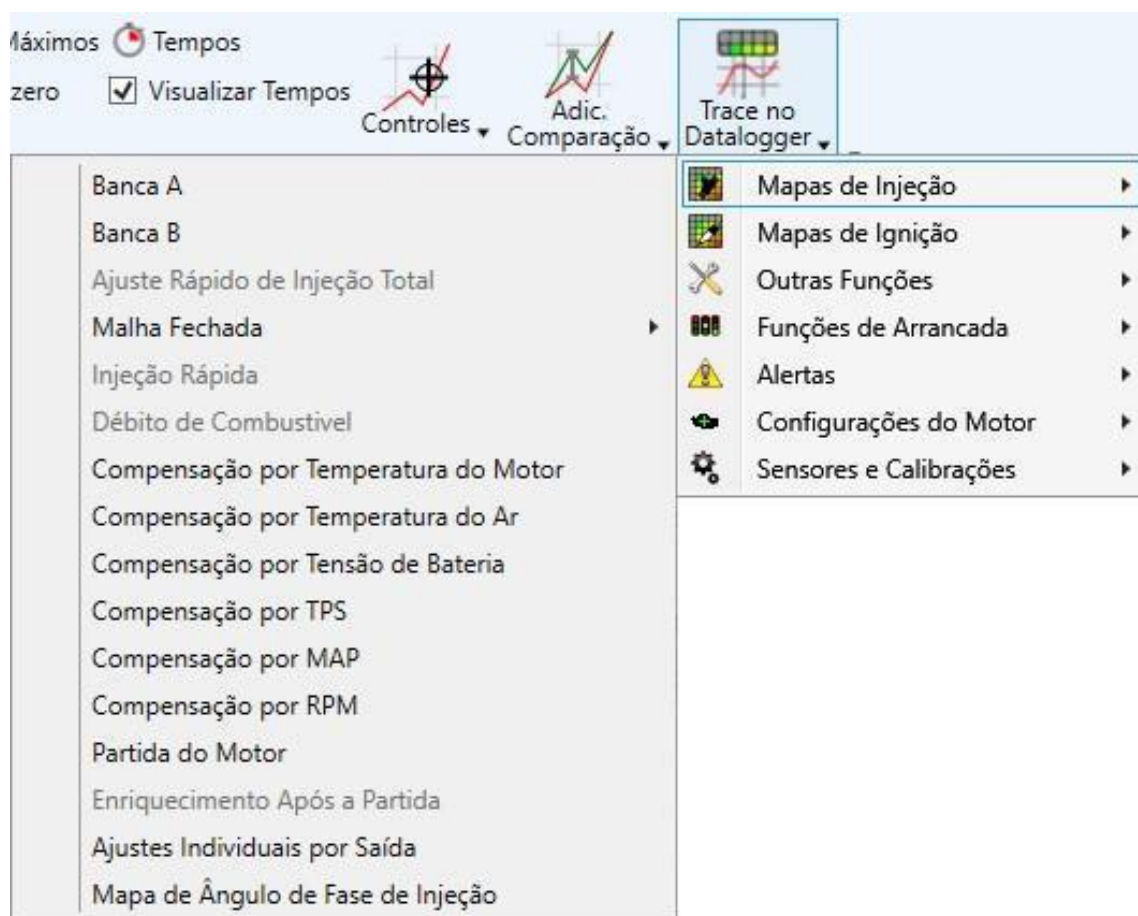 Máximos Tempos
zero Visualizar Tempos
Controles
Adic.
Comparação
Trace no
Datalogger
Banca A
Banca B
Ajuste Rápido de Injeção Total
Malha Fechada
Injeção Rápida
Débito de Combustivel
Compensação por Temperatura do Motor
Compensação por Temperatura do Ar
Compensação por Tensão de Bateria
Compensação por TPS
Compensação por MAP
Compensação por RPM
Partida do Motor
Enriquecimento Após a Partida
Ajustes Individuais por Saída
Mapa de Ângulo de Fase de Injeção
Mapas de Injeção
Mapas de Ignição
Outras Funções
Funções de Arrancada
Alertas
Configurações do Motor
Sensores e Calibrações